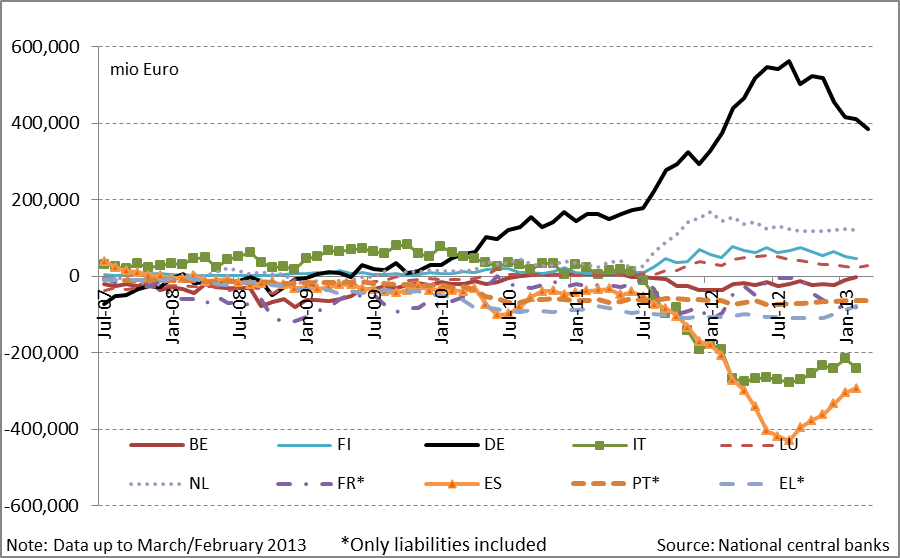 600,000
mio Euro
400,000
200,000
0
Jul-07 Jan-08 Jul-08 Jan-09 Jul-09 Jan-10 Jul-10 Jan-11 Jul-11 Jan-12 Jul-12 Jan-13
-200,000
-400,000
BE FI DE IT LU
NL FR* ES PT* EL*
-600,000
Note: Data up to March/February 2013 *Only liabilities included Source: National central banks